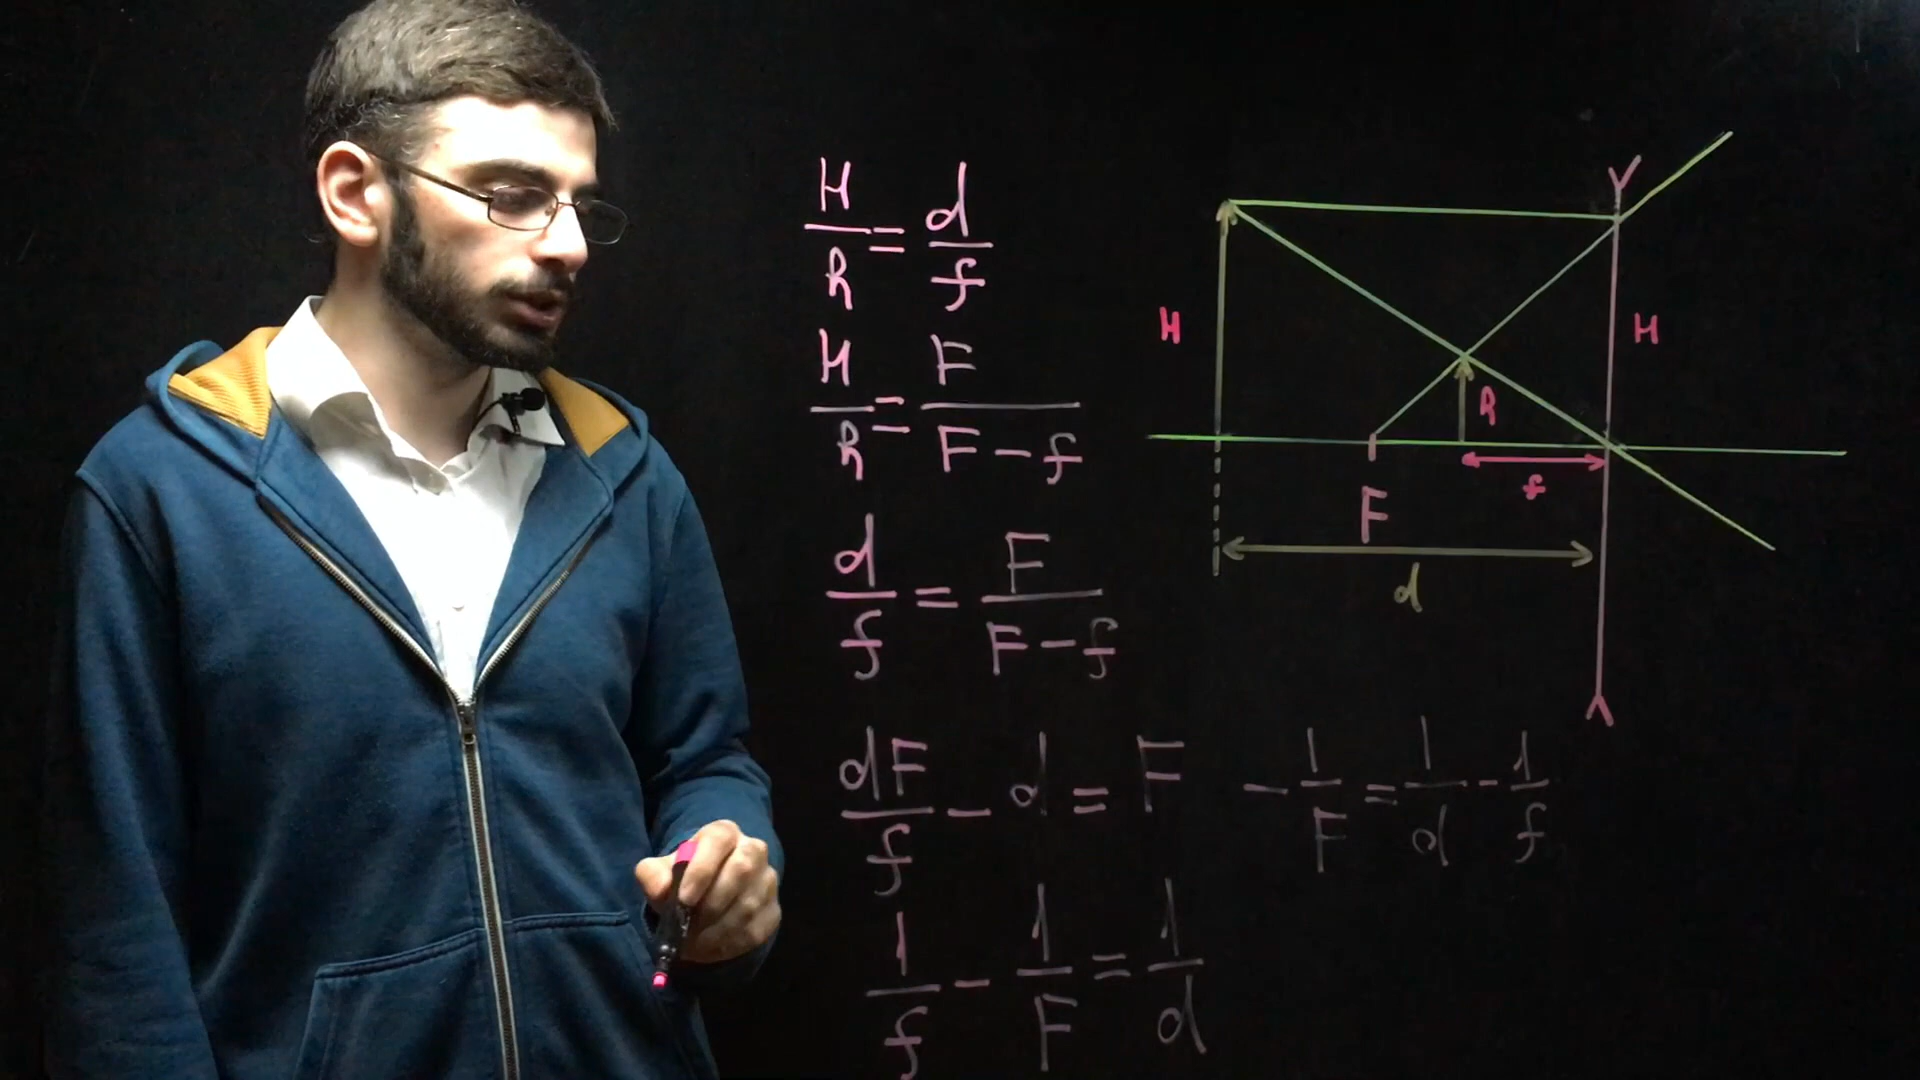 H/h = d/f
H/h = F/(F-f)
d/f = F/(F-f)
dF/f - d = F
-1/F = 1/d - 1/f
1/f - 1/F = 1/d
H
H
h
f
F
d